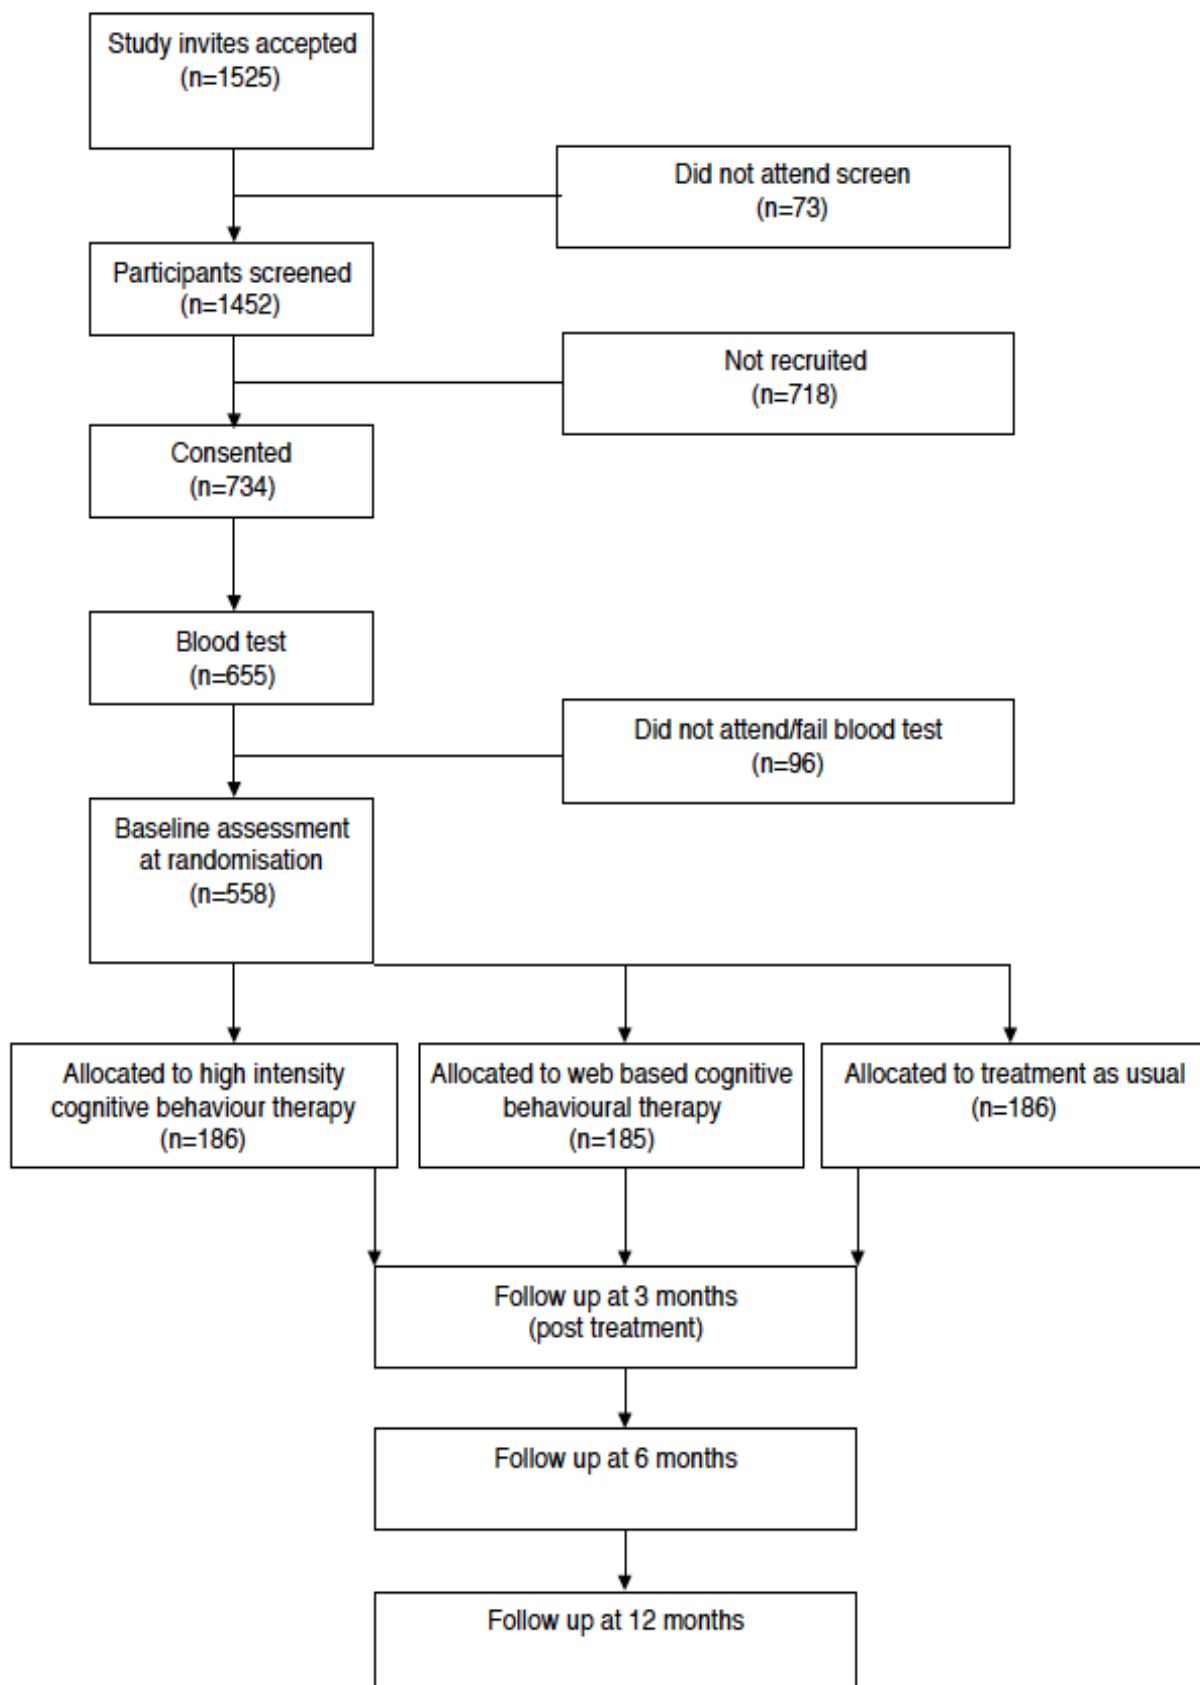 Study invites accepted
(n=1525)
Did not attend screen
(n=73)
Participants screened
(n=1452)
Not recruited
(n=718)
Consented
(n=734)
Blood test
(n=655)
Did not attend/fail blood test
(n=96)
Baseline assessment
at randomisation
(n=558)
Allocated to high intensity
cognitive behaviour therapy
(n=186)
Allocated to web based cognitive
behavioural therapy
(n=185)
Allocated to treatment as usual
(n=186)
Follow up at 3 months
(post treatment)
Follow up at 6 months
Follow up at 12 months